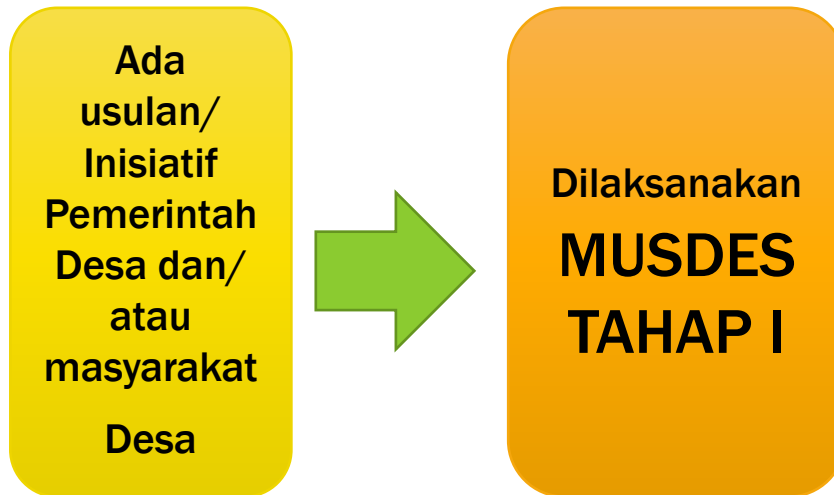 Ada
usulan/
Inisiatif
Pemerintah
Desa dan/
atau
masyarakat
Desa
Dilaksanakan
MUSDES
TAHAP I